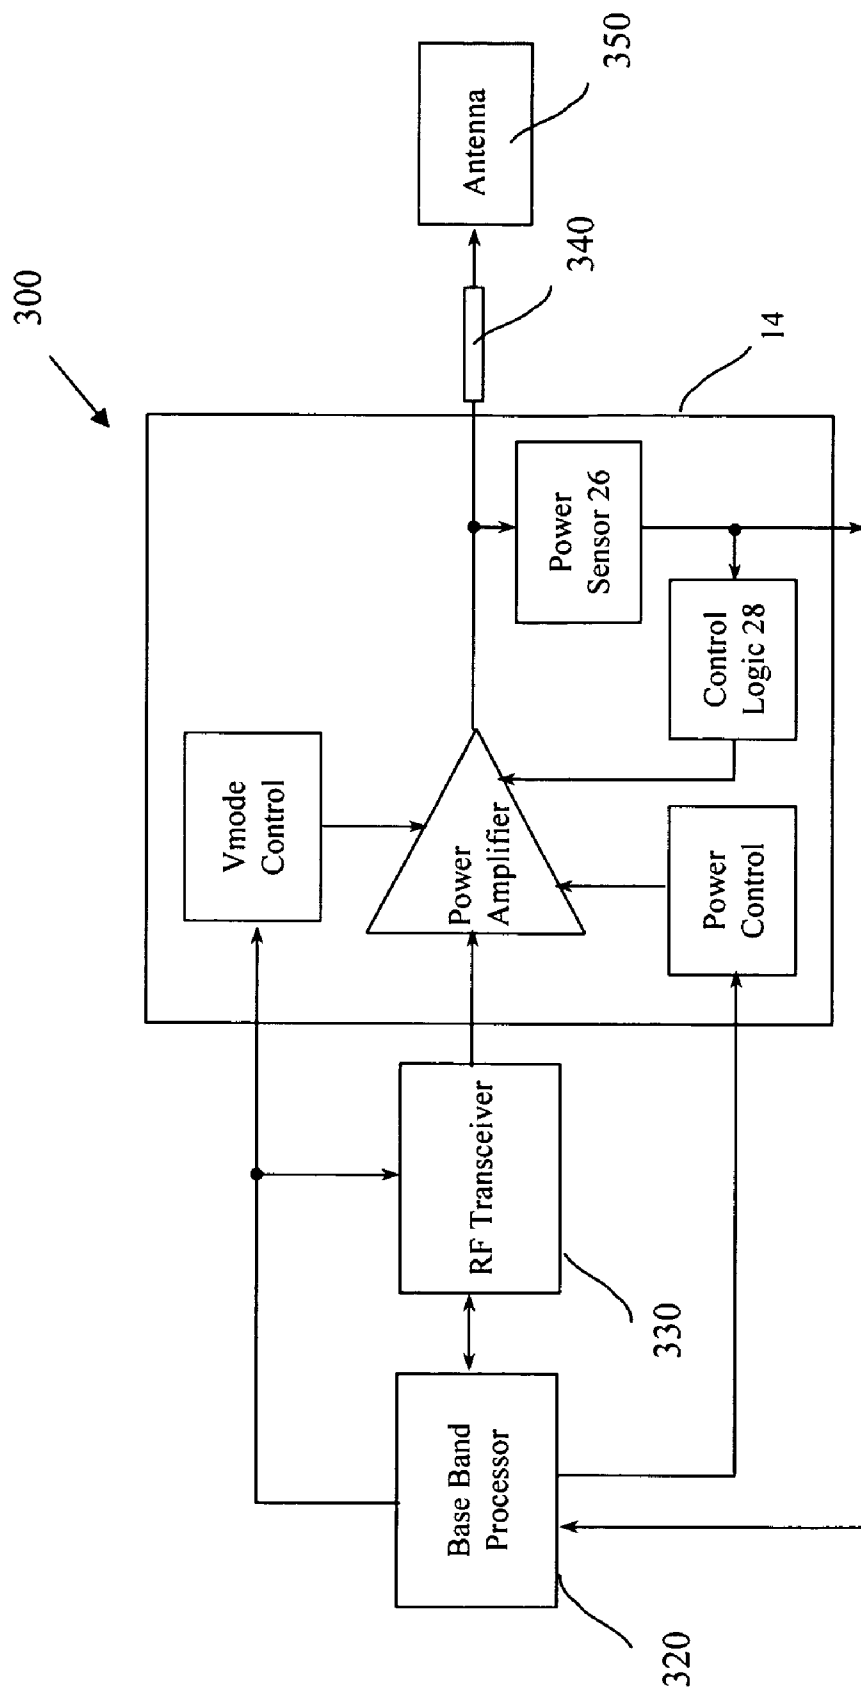 300
Vmode
Control
Base Band
Processor
320
RF Transceiver
330
Power
Amplifier
340
Antenna
350
Power
Sensor 26
Power
Control
Control
Logic 28
14